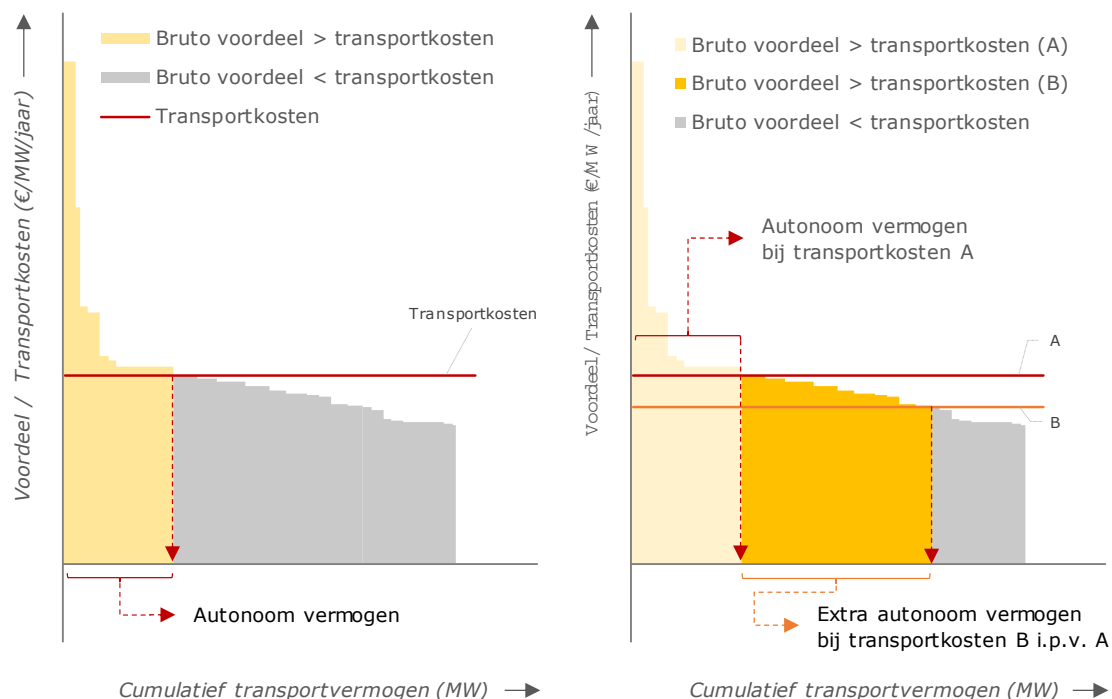 Voordeel / Transportkosten (€/MW/jaar)
Bruto voordeel > transportkosten
Bruto voordeel < transportkosten
Transportkosten
Transportkosten
Autonoom vermogen
Cumulatief transportvermogen (MW)
Voordeel / Transportkosten (€/MW /jaar)
Bruto voordeel > transportkosten (A)
Bruto voordeel > transportkosten (B)
Bruto voordeel < transportkosten
Autonoom vermogen
bij transportkosten A
A
B
Extra autonoom vermogen
bij transportkosten B i.p.v. A
Cumulatief transportvermogen (MW)